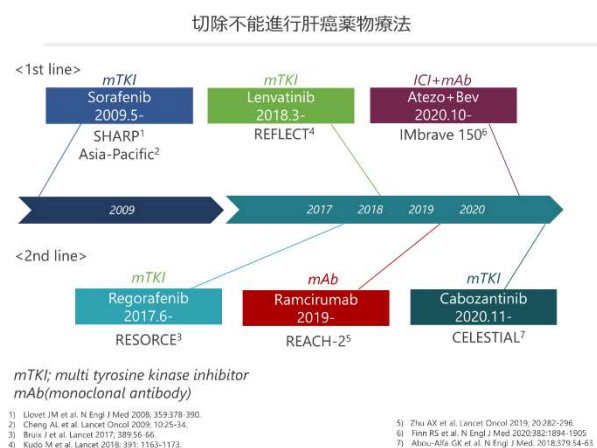 切除不能進行肝癌薬物療法
<1st line>
mTKI
Sorafenib
2009.5-
SHARP1
Asia-Pacific2
mTKI
Lenvatinib
2018.3-
REFLECT4
ICI+mAb
Atezo+Bev
2020.10-
IMbrave 1506
2009
2017
2018
2019
2020
<2nd line>
mTKI
Regorafenib
2017.6-
RESORCE3
mAb
Ramcirumab
2019-
REACH-25
mTKI
Cabozantinib
2020.11-
CELESTIAL7
mTKI; multi tyrosine kinase inhibitor
mAb(monoclonal antibody)
1) Llovet JM et al. N Engl J Med 2008; 359:378-390.
2) Cheng AL et al. Lancet Oncol 2009; 10:25-34.
3) Bruix J et al Lancet 2017; 389:56-66.
4) Kudo M et al. Lancet 2018; 391: 1163-1173.
5) Zhu AX et al. Lancet Oncol 2019; 20:282-296.
6) Finn RS et al. N Engl J Med 2020;382:1894-1905
7) Abou-Alfa GK et al. N Engl J Med. 2018;379:54-63.